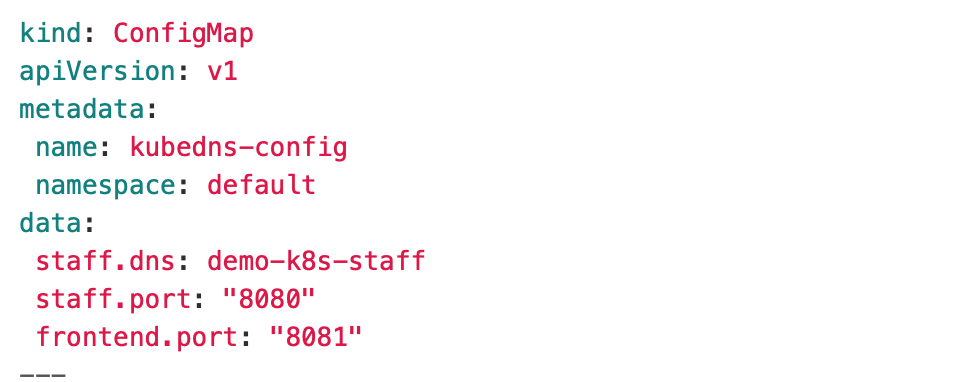 kind: ConfigMap
apiVersion: v1
metadata:
 name: kubedns-config
 namespace: default
data:
 staff.dns: demo-k8s-staff
 staff.port: "8080"
 frontend.port: "8081"
---